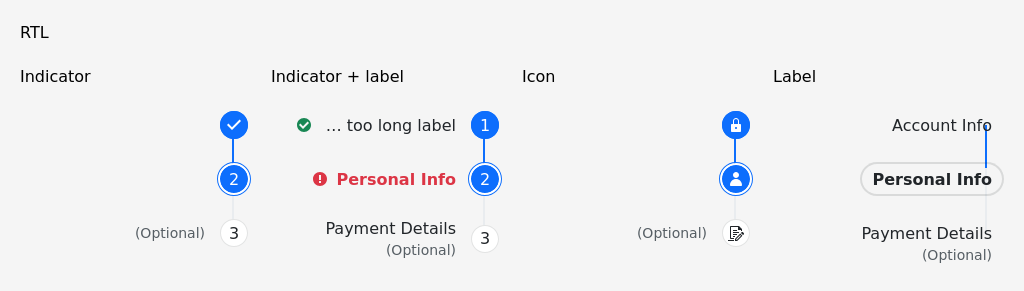 RTL
Indicator
2
(Optional) 3
Indicator + label
... too long label 1
Personal Info 2
Payment Details
(Optional)
3
Icon
(Optional)
Label
Account Info
Personal Info
Payment Details
(Optional)